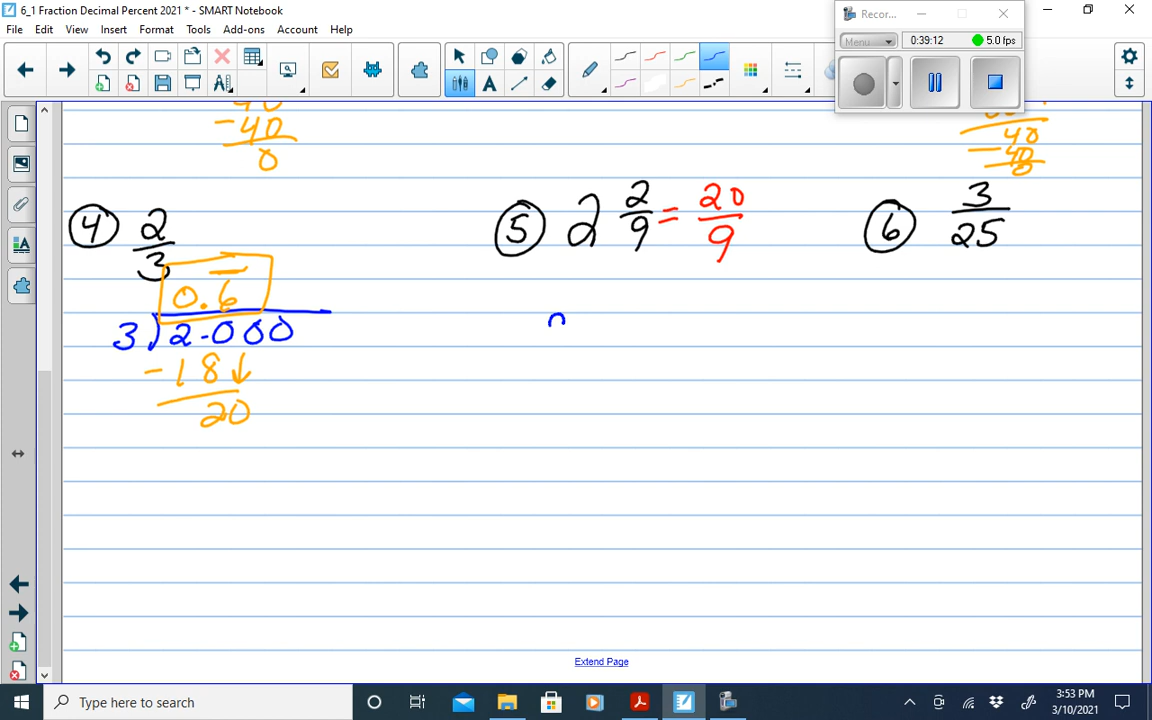 6_1 Fraction Decimal Percent 2021 * - SMART Notebook
Recor...
File Edit View Insert Format Tools Add-ons Account Help
Menu
0:39:12
5.0 fps
40
-40
0
40
-40
0
4 2/3
5 2 2/9 = 20/9
6 3/25
0.6̅
3 ) 2.000
-18↓
20
Extend Page
Type here to search
3:53 PM
3/10/2021